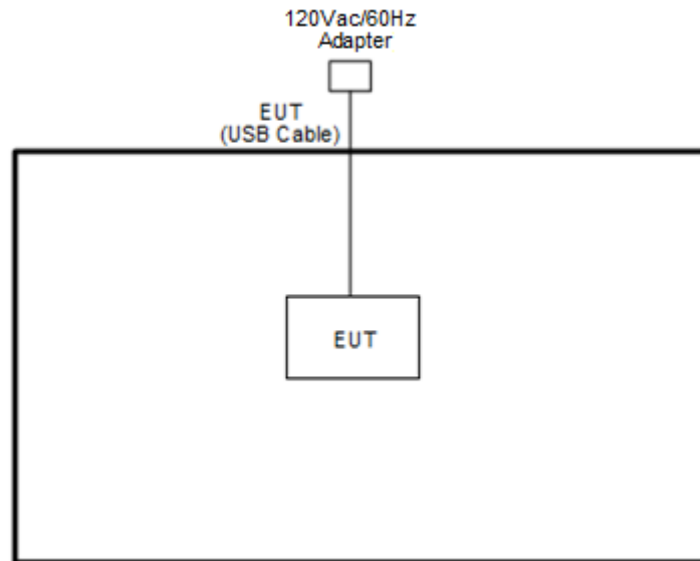 120Vac/60Hz
Adapter
EUT
(USB Cable)
EUT